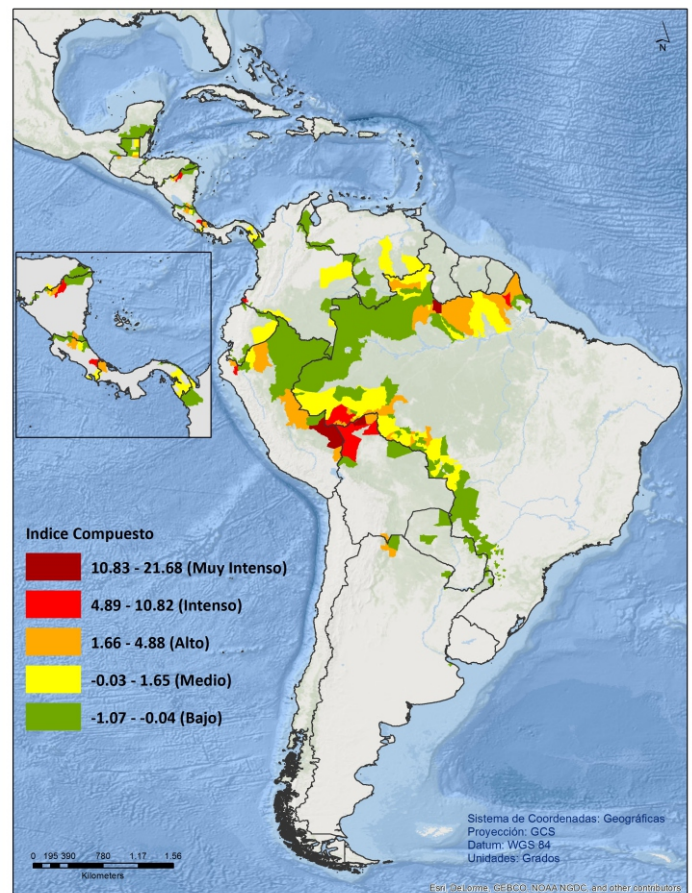 N
Indice Compuesto
10.83 - 21.68 (Muy Intenso)
4.89 - 10.82 (Intenso)
1.66 - 4.88 (Alto)
-0.03 - 1.65 (Medio)
-1.07 - -0.04 (Bajo)
Sistema de Coordenadas: Geográficas
Proyección: GCS
Datum: WGS 84
Unidades: Grados
0 195 390 780 1.17 1.56
Kilometers
Esri, DeLorme, GEBCO, NOAA NGDC, and other contributors